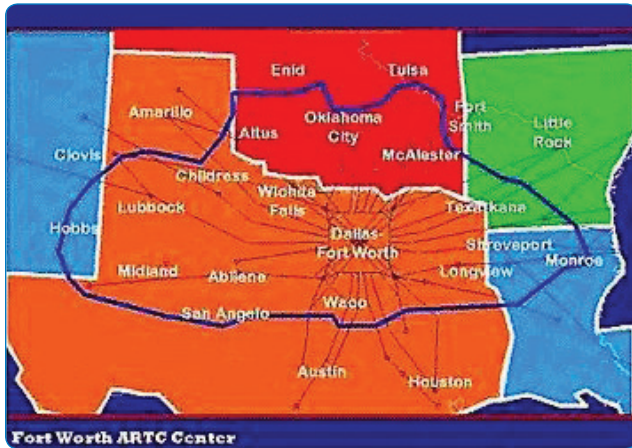 Enid
Tulsa
Amarillo
Oklahoma
City
Fort
Smith
Little
Rock
Altus
Clovis
McAlester
Childress
Wichita
Falls
Lubbock
Texarkana
Hobbs
Dallas-
Fort Worth
Shreveport
Monroe
Midland
Abilene
Longview
San Angelo
Waco
Austin
Houston
Fort Worth ARTC Center